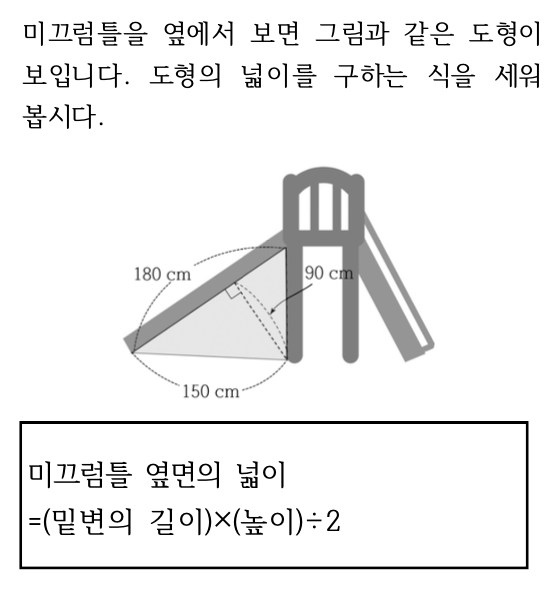 미끄럼틀을 옆에서 보면 그림과 같은 도형이
보입니다. 도형의 넓이를 구하는 식을 세워
봅시다.
180 cm
90 cm
150 cm
미끄럼틀 옆면의 넓이
=(밑변의 길이)×(높이)÷2